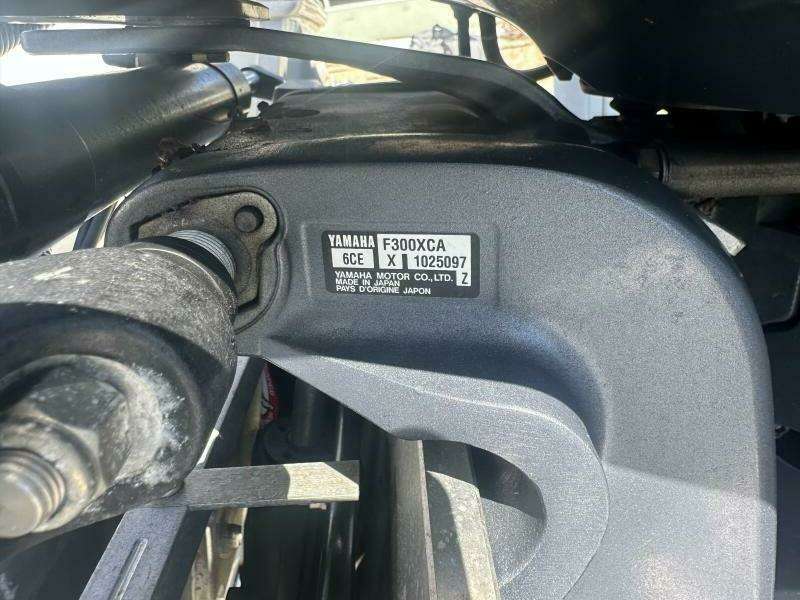 YAMAHA F300XCA
6CE X 1025097
YAMAHA MOTOR CO., LTD. Z
MADE IN JAPAN
PAYS D'ORIGINE JAPON